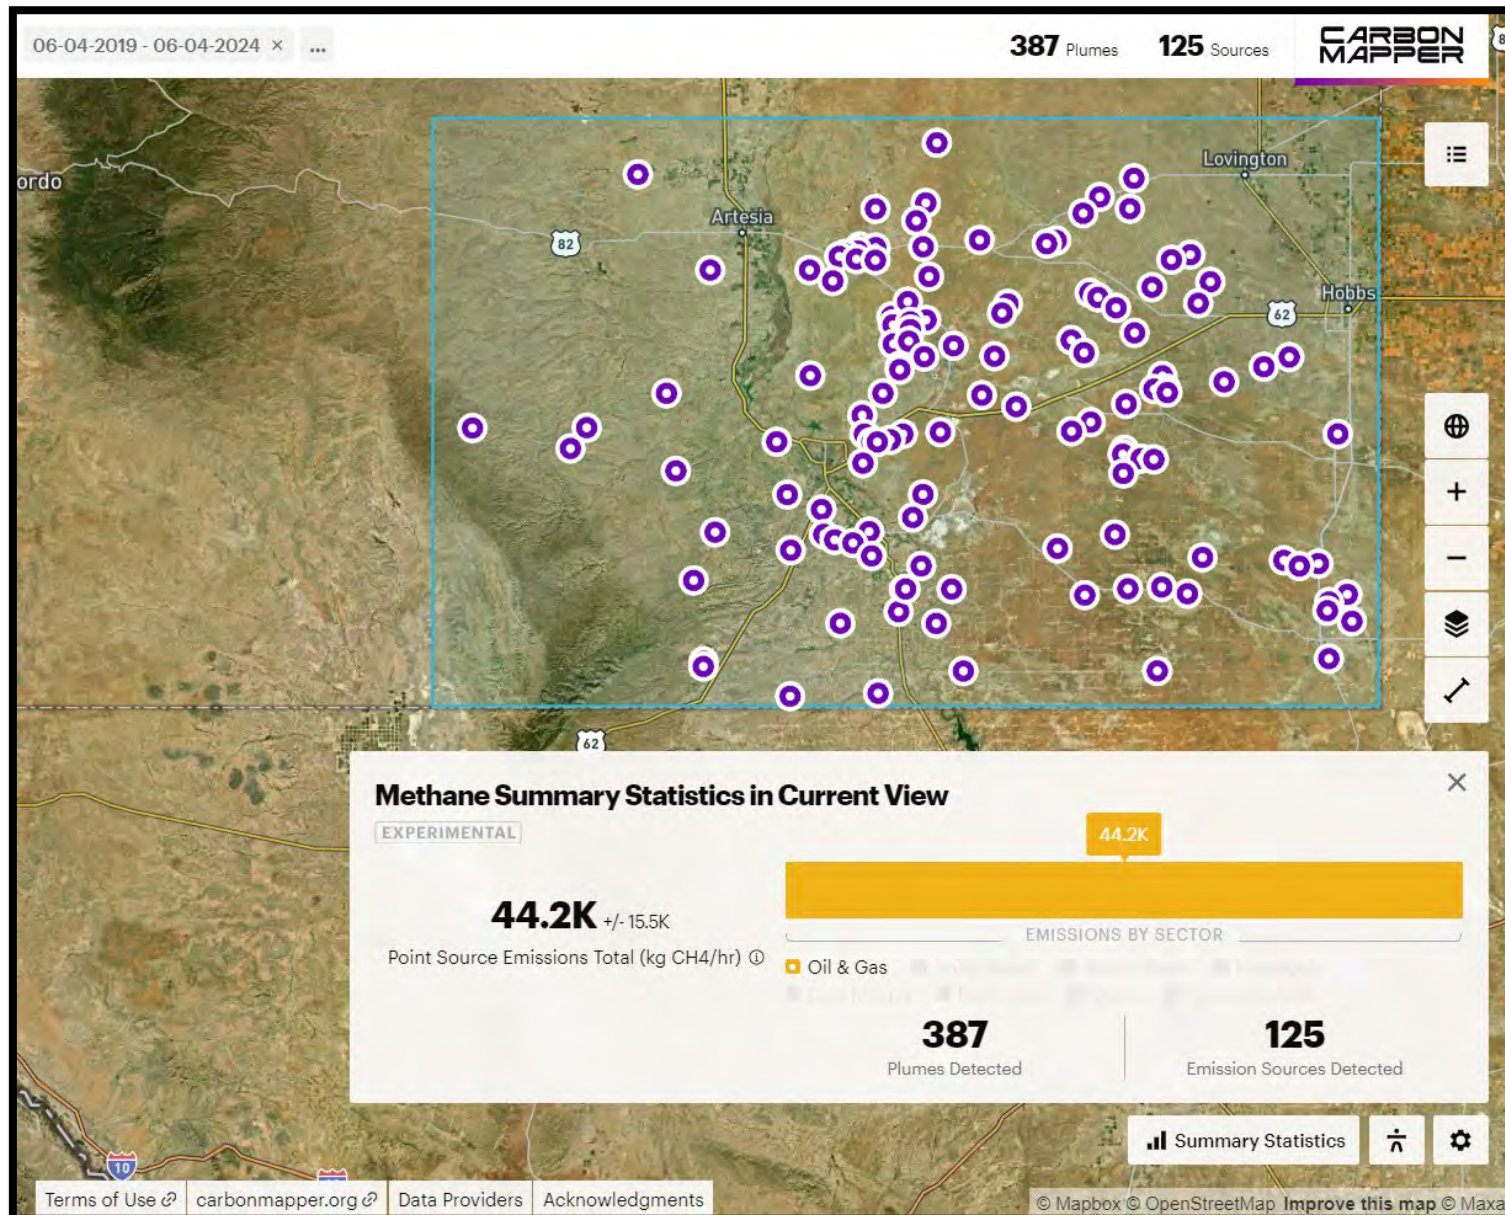 06-04-2019 - 06-04-2024 × ...
387 Plumes 125 Sources
CARBON
MAPPER
Lovington
ordo
Artesia
82
Hobbs
62
62
Methane Summary Statistics in Current View
EXPERIMENTAL
44.2K
44.2K +/- 15.5K
Point Source Emissions Total (kg CH4/hr)
EMISSIONS BY SECTOR
Oil & Gas
387
Plumes Detected
125
Emission Sources Detected
Summary Statistics
10
Terms of Use
carbonmapper.org
Data Providers
Acknowledgments
© Mapbox © OpenStreetMap Improve this map © Maxa